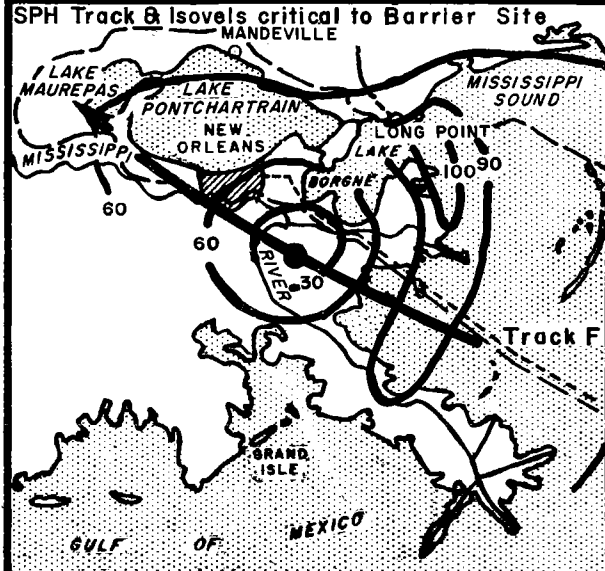 SPH Track & Isovels critical to Barrier Site
MANDEVILLE
LAKE
MAUREPAS
LAKE
PONTCHARTRAIN
MISSISSIPPI
SOUND
NEW
ORLEANS
LONG POINT
MISSISSIPPI
LAKE
BORGNE
100
90
60
60
RIVER
30
Track F
GRAND
ISLE
GULF OF MEXICO